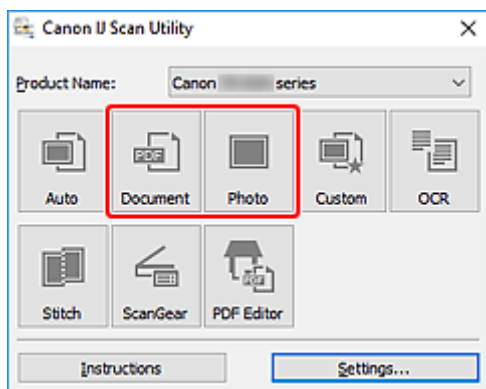 Canon IJ Scan Utility
Product Name: Canon series
Auto Document Photo Custom OCR
PDF
Stitch ScanGear PDF Editor
PDF
Instructions Settings...